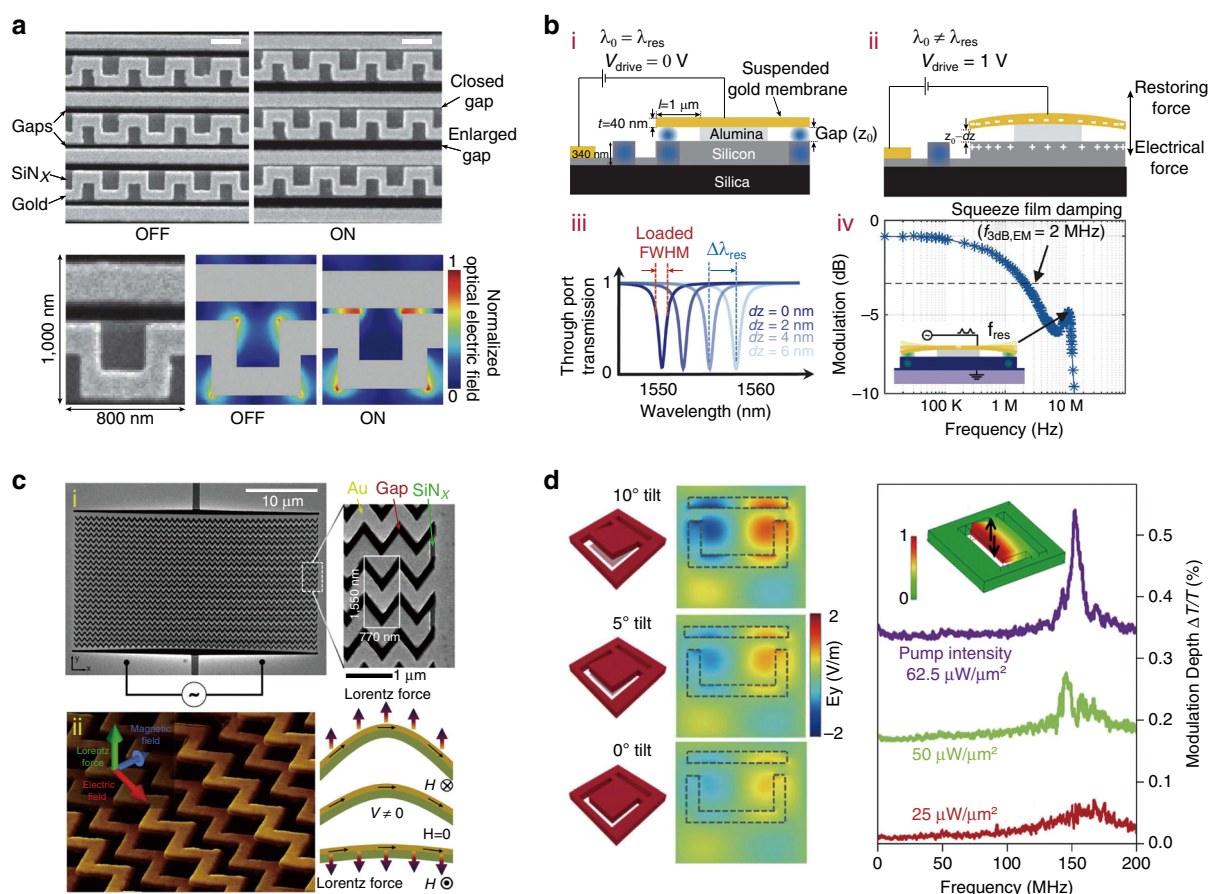 a
Gaps
SiNX
Gold
Closed
gap
Enlarged
gap
OFF
ON
1,000 nm
800 nm
OFF
ON
1
0
Normalized
optical electric field
b
i
λ0 = λres
Vdrive = 0 V
Suspended
gold membrane
l=1 μm
t=40 nm
Alumina
Gap (z0)
340 nm
Silicon
Silica
ii
λ0 ≠ λres
Vdrive = 1 V
Restoring
force
z0−dz
Electrical
force
iii
Loaded
FWHM
Δλres
Through port
transmission
1
0
dz = 0 nm
dz = 2 nm
dz = 4 nm
dz = 6 nm
1550
1560
Wavelength (nm)
Squeeze film damping
iv
(f3dB,EM = 2 MHz)
Modulation (dB)
0
−5
−10
fres
100 K
1 M
10 M
Frequency (Hz)
c
i
10 μm
Au
Gap
SiNX
1,550 nm
770 nm
1 μm
y
x
~
ii
Lorentz
force
Magnetic
field
Electric
field
Lorentz force
H ⊗
V ≠ 0
H=0
Lorentz force
H ⊙
d
10° tilt
5° tilt
0° tilt
2
−2
Ey (V/m)
1
0
Pump intensity
62.5 μW/μm²
50 μW/μm²
25 μW/μm²
0.5
0.4
0.3
0.2
0.1
0.0
Modulation Depth ΔT/T (%)
0
50
100
150
200
Frequency (MHz)